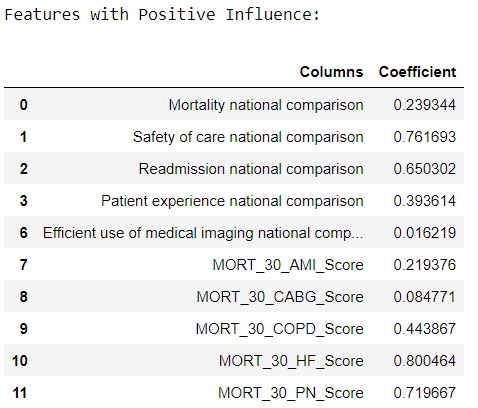 Features with Positive Influence:
Columns Coefficient
0 Mortality national comparison 0.239344
1 Safety of care national comparison 0.761693
2 Readmission national comparison 0.650302
3 Patient experience national comparison 0.393614
6 Efficient use of medical imaging national comp... 0.016219
7 MORT_30_AMI_Score 0.219376
8 MORT_30_CABG_Score 0.084771
9 MORT_30_COPD_Score 0.443867
10 MORT_30_HF_Score 0.800464
11 MORT_30_PN_Score 0.719667